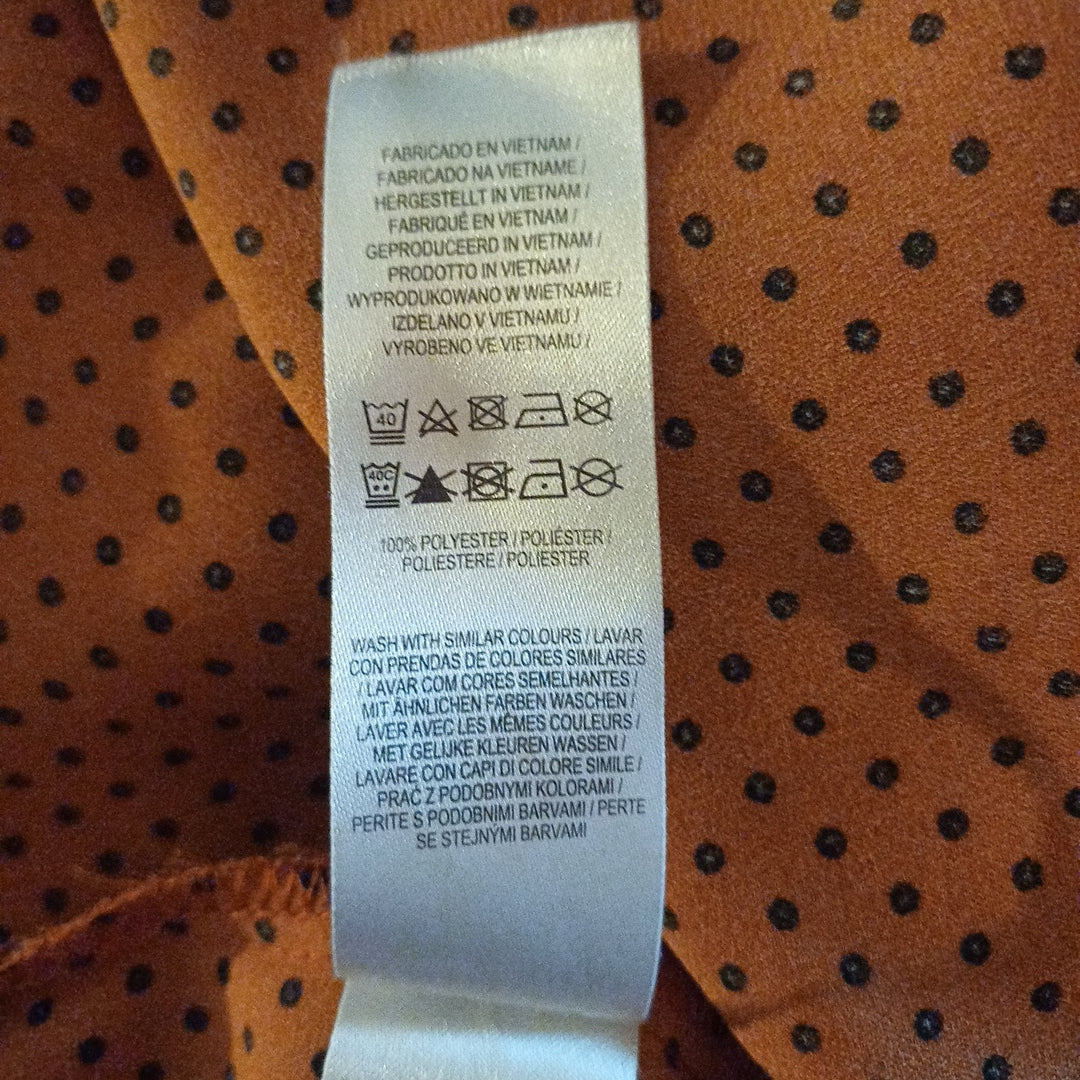 FABRICADO EN VIETNAM /
FABRICADO NA VIETNAME /
HERGESTELLT IN VIETNAM /
FABRIQUÉ EN VIETNAM /
GEPRODUCEERD IN VIETNAM /
PRODOTTO IN VIETNAM /
WYPRODUKOWANO W WIETNAMIE /
IZDELANO V VIETNAMU /
VYROBENO VE VIETNAMU /
40
40C
100% POLYESTER / POLIÉSTER /
POLIESTERE / POLIESTER
WASH WITH SIMILAR COLOURS / LAVAR
CON PRENDAS DE COLORES SIMILARES
/ LAVAR COM CORES SEMELHANTES /
MIT ÄHNLICHEN FARBEN WASCHEN /
LAVER AVEC LES MÊMES COULEURS /
MET GELIJKE KLEUREN WASSEN /
LAVARE CON CAPI DI COLORE SIMILE /
PRAĆ Z PODOBNYMI KOLORAMI /
PERITE S PODOBNIMI BARVAMI / PERTE
SE STEJNÝMI BARVAMI